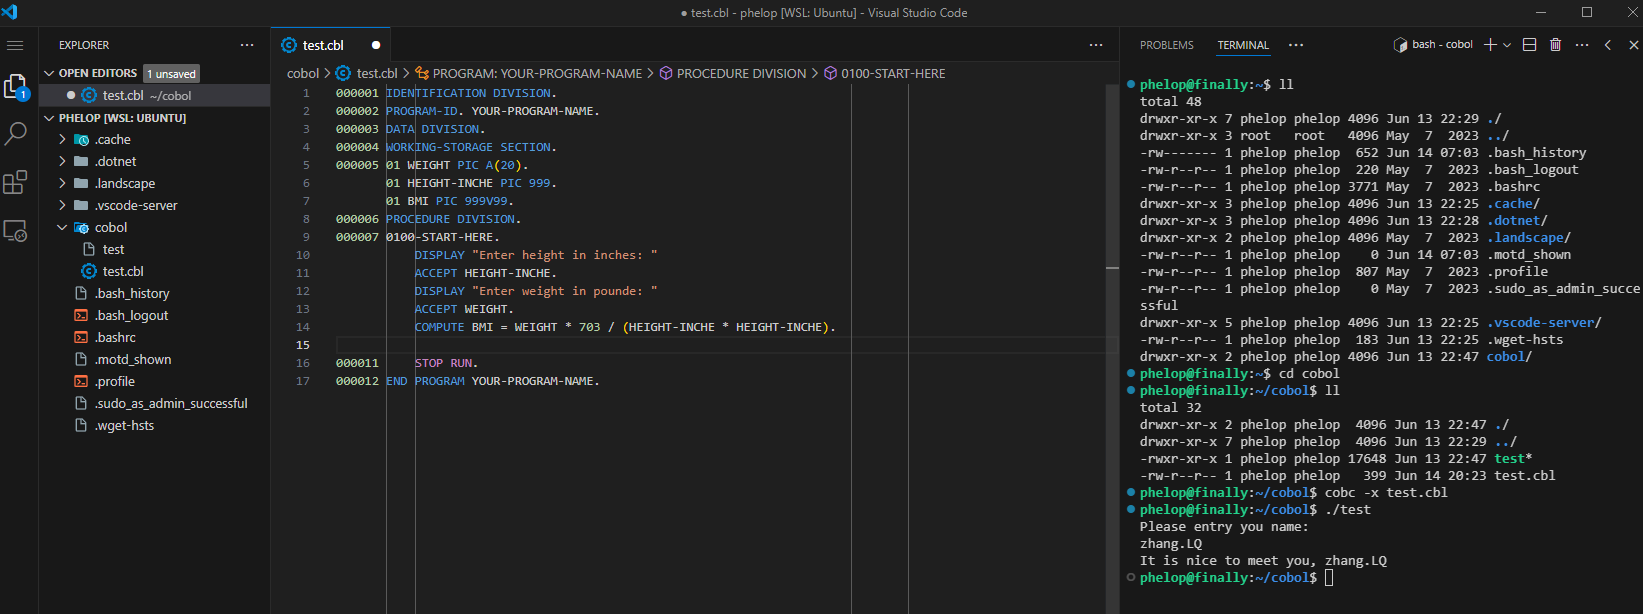 test.cbl - phelop [WSL: Ubuntu] - Visual Studio Code
EXPLORER
OPEN EDITORS 1 unsaved
test.cbl ~/cobol
PHELOP [WSL: UBUNTU]
.cache
.dotnet
.landscape
.vscode-server
cobol
test
test.cbl
.bash_history
.bash_logout
.bashrc
.motd_shown
.profile
.sudo_as_admin_successful
.wget-hsts
1
test.cbl
cobol > test.cbl > PROGRAM: YOUR-PROGRAM-NAME > PROCEDURE DIVISION > 0100-START-HERE
1 000001 IDENTIFICATION DIVISION.
2 000002 PROGRAM-ID. YOUR-PROGRAM-NAME.
3 000003 DATA DIVISION.
4 000004 WORKING-STORAGE SECTION.
5 000005 01 WEIGHT PIC A(20).
6 01 HEIGHT-INCHE PIC 999.
7 01 BMI PIC 999V99.
8 000006 PROCEDURE DIVISION.
9 000007 0100-START-HERE.
10 DISPLAY "Enter height in inches: "
11 ACCEPT HEIGHT-INCHE.
12 DISPLAY "Enter weight in pounde: "
13 ACCEPT WEIGHT.
14 COMPUTE BMI = WEIGHT * 703 / (HEIGHT-INCHE * HEIGHT-INCHE).
15
16 000011 STOP RUN.
17 000012 END PROGRAM YOUR-PROGRAM-NAME.
PROBLEMS TERMINAL bash - cobol
phelop@finally:~$ ll
total 48
drwxr-xr-x 7 phelop phelop 4096 Jun 13 22:29 ./
drwxr-xr-x 3 root root 4096 May 7 2023 ../
-rw------- 1 phelop phelop 652 Jun 14 07:03 .bash_history
-rw-r--r-- 1 phelop phelop 220 May 7 2023 .bash_logout
-rw-r--r-- 1 phelop phelop 3771 May 7 2023 .bashrc
drwxr-xr-x 3 phelop phelop 4096 Jun 13 22:25 .cache/
drwxr-xr-x 3 phelop phelop 4096 Jun 13 22:28 .dotnet/
drwxr-xr-x 2 phelop phelop 4096 May 7 2023 .landscape/
-rw-r--r-- 1 phelop phelop 0 Jun 14 07:03 .motd_shown
-rw-r--r-- 1 phelop phelop 807 May 7 2023 .profile
-rw-r--r-- 1 phelop phelop 0 May 7 2023 .sudo_as_admin_succe
ssful
drwxr-xr-x 5 phelop phelop 4096 Jun 13 22:25 .vscode-server/
-rw-r--r-- 1 phelop phelop 183 Jun 13 22:25 .wget-hsts
drwxr-xr-x 2 phelop phelop 4096 Jun 13 22:47 cobol/
phelop@finally:~$ cd cobol
phelop@finally:~/cobol$ ll
total 32
drwxr-xr-x 2 phelop phelop 4096 Jun 13 22:47 ./
drwxr-xr-x 7 phelop phelop 4096 Jun 13 22:29 ../
-rwxr-xr-x 1 phelop phelop 17648 Jun 13 22:47 test*
-rw-r--r-- 1 phelop phelop 399 Jun 14 20:23 test.cbl
phelop@finally:~/cobol$ cobc -x test.cbl
phelop@finally:~/cobol$ ./test
Please entry you name:
zhang.LQ
It is nice to meet you, zhang.LQ
phelop@finally:~/cobol$